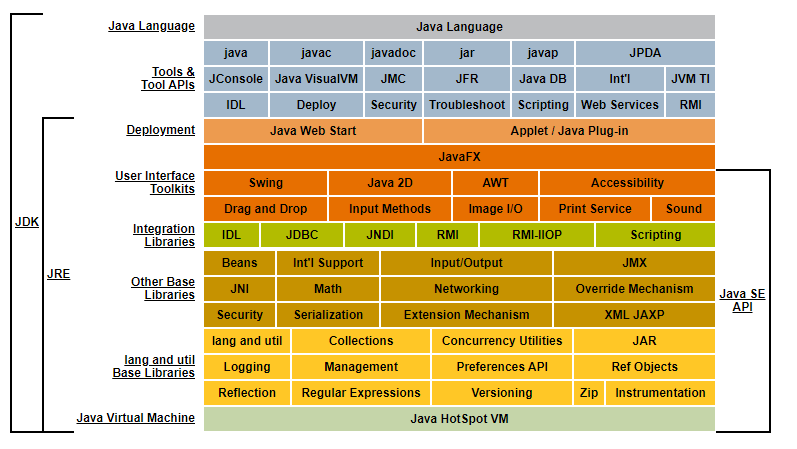 Java Language Java Language
java javac javadoc jar javap JPDA
Tools &
Tool APIs
JConsole Java VisualVM JMC JFR Java DB Int'l JVM TI
IDL Deploy Security Troubleshoot Scripting Web Services RMI
Deployment Java Web Start Applet / Java Plug-in
JavaFX
User Interface
Toolkits
Swing Java 2D AWT Accessibility
Drag and Drop Input Methods Image I/O Print Service Sound
JDK
Integration
Libraries
IDL JDBC JNDI RMI RMI-IIOP Scripting
JRE
Beans Int'l Support Input/Output JMX
Other Base
Libraries
JNI Math Networking Override Mechanism
Java SE
API
Security Serialization Extension Mechanism XML JAXP
lang and util Collections Concurrency Utilities JAR
lang and util
Base Libraries
Logging Management Preferences API Ref Objects
Reflection Regular Expressions Versioning Zip Instrumentation
Java Virtual Machine Java HotSpot VM